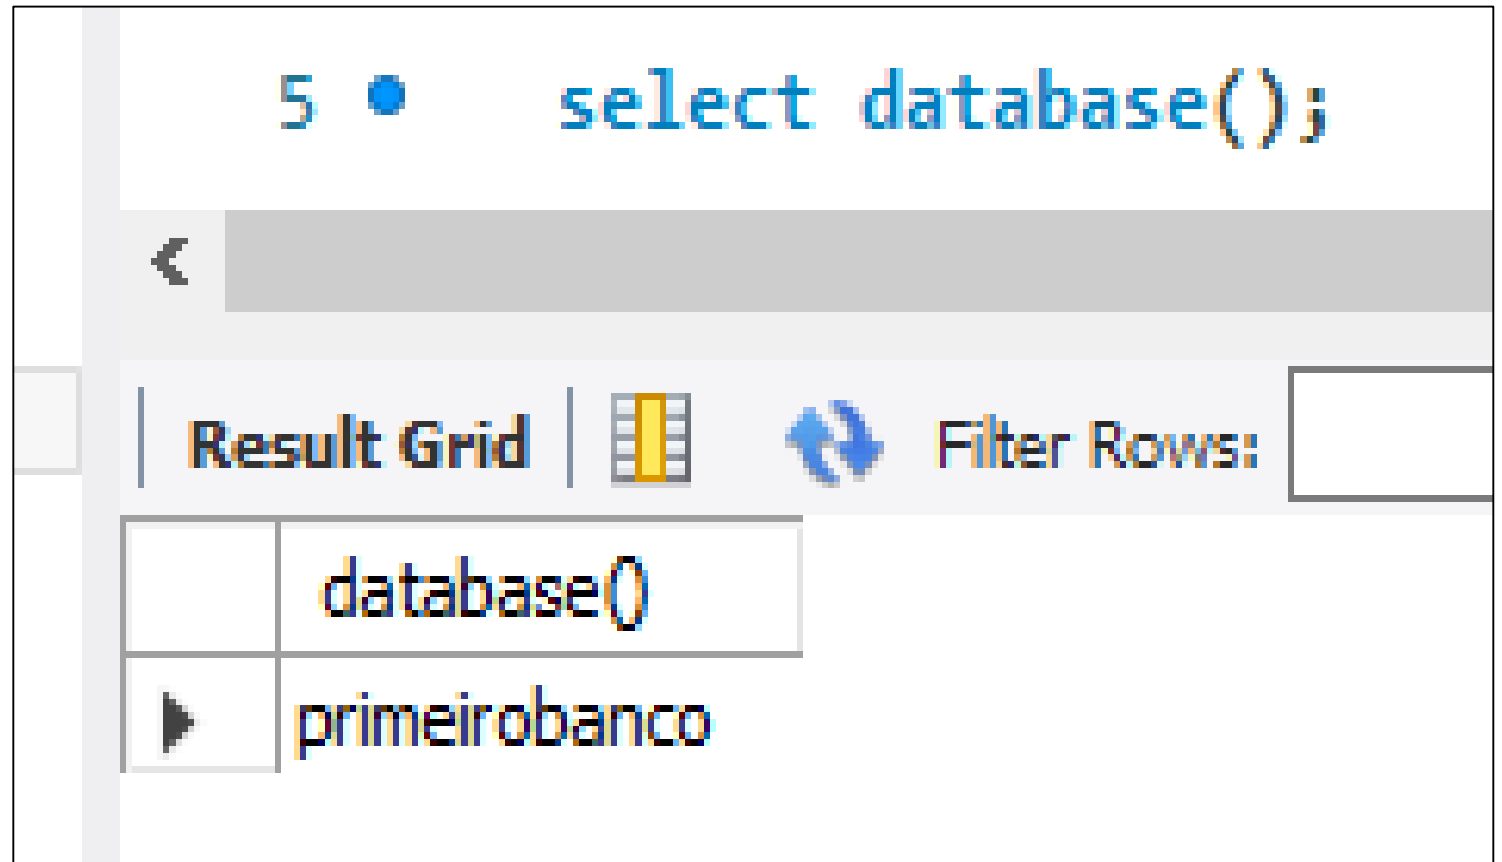 5 select database();
Result Grid Filter Rows:
database()
primeirobanco